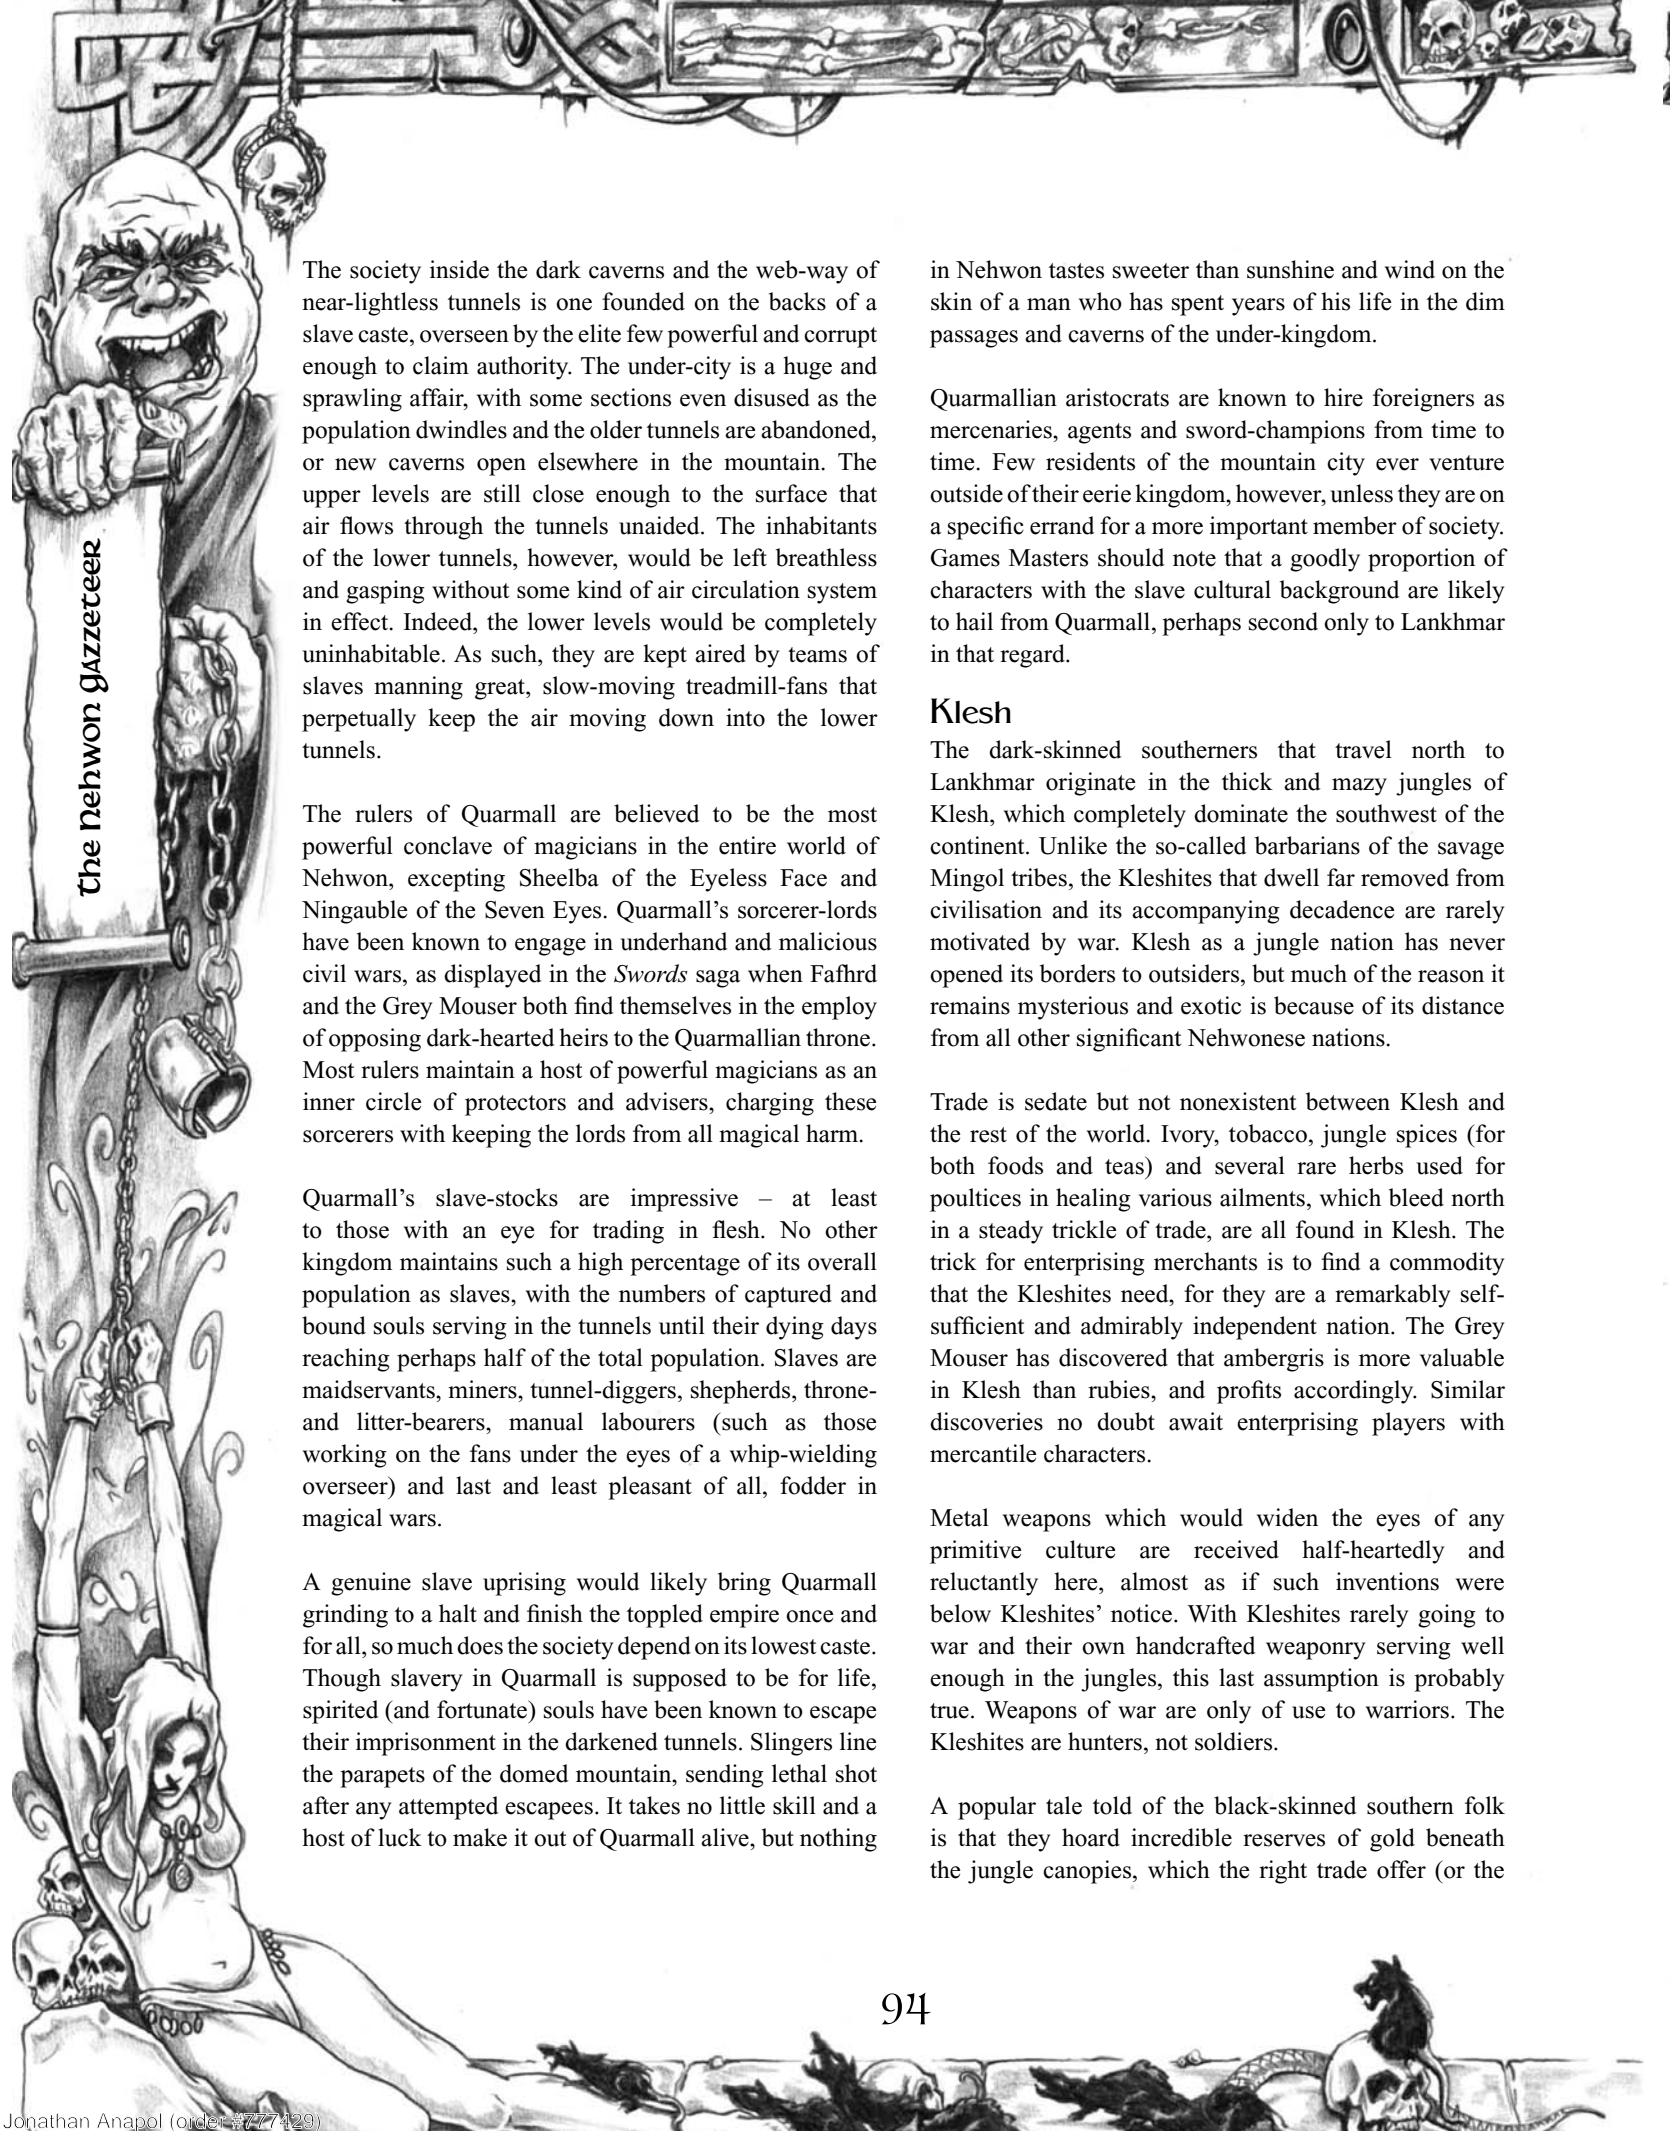 the nehwon gazzeteer
The society inside the dark caverns and the web-way of
near-lightless tunnels is one founded on the backs of a
slave caste, overseen by the elite few powerful and corrupt
enough to claim authority. The under-city is a huge and
sprawling affair, with some sections even disused as the
population dwindles and the older tunnels are abandoned,
or new caverns open elsewhere in the mountain. The
upper levels are still close enough to the surface that
air flows through the tunnels unaided. The inhabitants
of the lower tunnels, however, would be left breathless
and gasping without some kind of air circulation system
in effect. Indeed, the lower levels would be completely
uninhabitable. As such, they are kept aired by teams of
slaves manning great, slow-moving treadmill-fans that
perpetually keep the air moving down into the lower
tunnels.
The rulers of Quarmall are believed to be the most
powerful conclave of magicians in the entire world of
Nehwon, excepting Sheelba of the Eyeless Face and
Ningauble of the Seven Eyes. Quarmall's sorcerer-lords
have been known to engage in underhand and malicious
civil wars, as displayed in the Swords saga when Fafhrd
and the Grey Mouser both find themselves in the employ
of opposing dark-hearted heirs to the Quarmallian throne.
Most rulers maintain a host of powerful magicians as an
inner circle of protectors and advisers, charging these
sorcerers with keeping the lords from all magical harm.
Quarmall's slave-stocks are impressive – at least
to those with an eye for trading in flesh. No other
kingdom maintains such a high percentage of its overall
population as slaves, with the numbers of captured and
bound souls serving in the tunnels until their dying days
reaching perhaps half of the total population. Slaves are
maidservants, miners, tunnel-diggers, shepherds, throne-
and litter-bearers, manual labourers (such as those
working on the fans under the eyes of a whip-wielding
overseer) and last and least pleasant of all, fodder in
magical wars.
A genuine slave uprising would likely bring Quarmall
grinding to a halt and finish the toppled empire once and
for all, so much does the society depend on its lowest caste.
Though slavery in Quarmall is supposed to be for life,
spirited (and fortunate) souls have been known to escape
their imprisonment in the darkened tunnels. Slingers line
the parapets of the domed mountain, sending lethal shot
after any attempted escapees. It takes no little skill and a
host of luck to make it out of Quarmall alive, but nothing
in Nehwon tastes sweeter than sunshine and wind on the
skin of a man who has spent years of his life in the dim
passages and caverns of the under-kingdom.
Quarmallian aristocrats are known to hire foreigners as
mercenaries, agents and sword-champions from time to
time. Few residents of the mountain city ever venture
outside of their eerie kingdom, however, unless they are on
a specific errand for a more important member of society.
Games Masters should note that a goodly proportion of
characters with the slave cultural background are likely
to hail from Quarmall, perhaps second only to Lankhmar
in that regard.
Klesh
The dark-skinned southerners that travel north to
Lankhmar originate in the thick and mazy jungles of
Klesh, which completely dominate the southwest of the
continent. Unlike the so-called barbarians of the savage
Mingol tribes, the Kleshites that dwell far removed from
civilisation and its accompanying decadence are rarely
motivated by war. Klesh as a jungle nation has never
opened its borders to outsiders, but much of the reason it
remains mysterious and exotic is because of its distance
from all other significant Nehwonese nations.
Trade is sedate but not nonexistent between Klesh and
the rest of the world. Ivory, tobacco, jungle spices (for
both foods and teas) and several rare herbs used for
poultices in healing various ailments, which bleed north
in a steady trickle of trade, are all found in Klesh. The
trick for enterprising merchants is to find a commodity
that the Kleshites need, for they are a remarkably self-
sufficient and admirably independent nation. The Grey
Mouser has discovered that ambergris is more valuable
in Klesh than rubies, and profits accordingly. Similar
discoveries no doubt await enterprising players with
mercantile characters.
Metal weapons which would widen the eyes of any
primitive culture are received half-heartedly and
reluctantly here, almost as if such inventions were
below Kleshites' notice. With Kleshites rarely going to
war and their own handcrafted weaponry serving well
enough in the jungles, this last assumption is probably
true. Weapons of war are only of use to warriors. The
Kleshites are hunters, not soldiers.
A popular tale told of the black-skinned southern folk
is that they hoard incredible reserves of gold beneath
the jungle canopies, which the right trade offer (or the
94
Jonathan Anapol (order #777429)